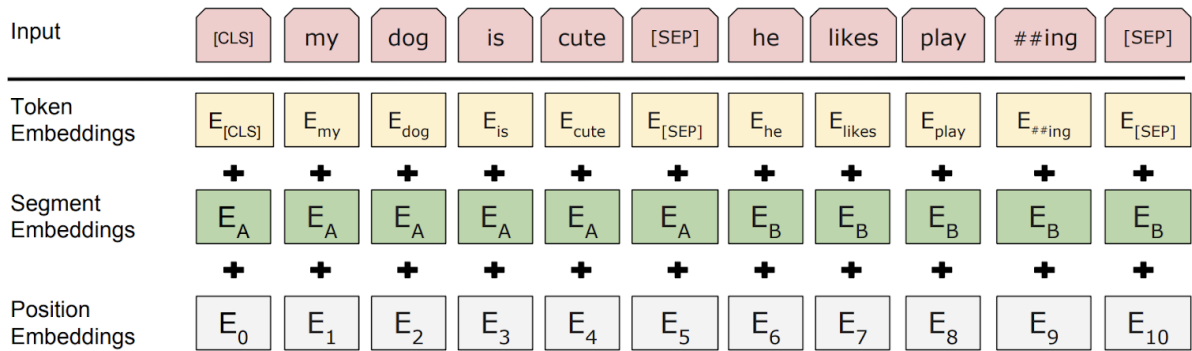 Input [CLS] my dog is cute [SEP] he likes play ##ing [SEP]
Token Embeddings E[CLS] Emy Edog Eis Ecute E[SEP] Ehe Elikes Eplay E##ing E[SEP]
+ + + + + + + + + + +
Segment Embeddings EA EA EA EA EA EA EB EB EB EB EB
+ + + + + + + + + + +
Position Embeddings E0 E1 E2 E3 E4 E5 E6 E7 E8 E9 E10